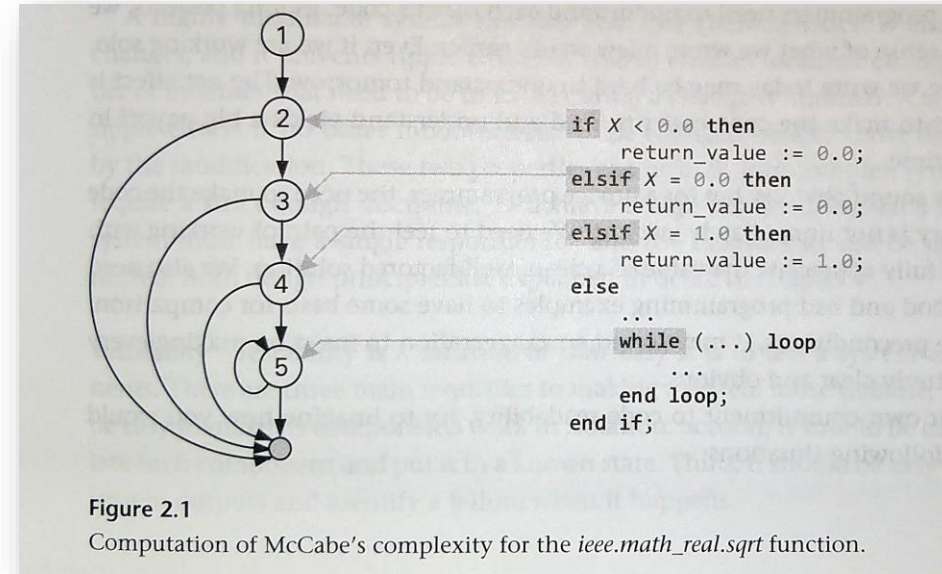 1
2
3
4
5
if X < 0.0 then
return_value := 0.0;
elsif X = 0.0 then
return_value := 0.0;
elsif X = 1.0 then
return_value := 1.0;
else
...
while (...) loop
...
end loop;
end if;
Figure 2.1
Computation of McCabe's complexity for the ieee.math_real.sqrt function.